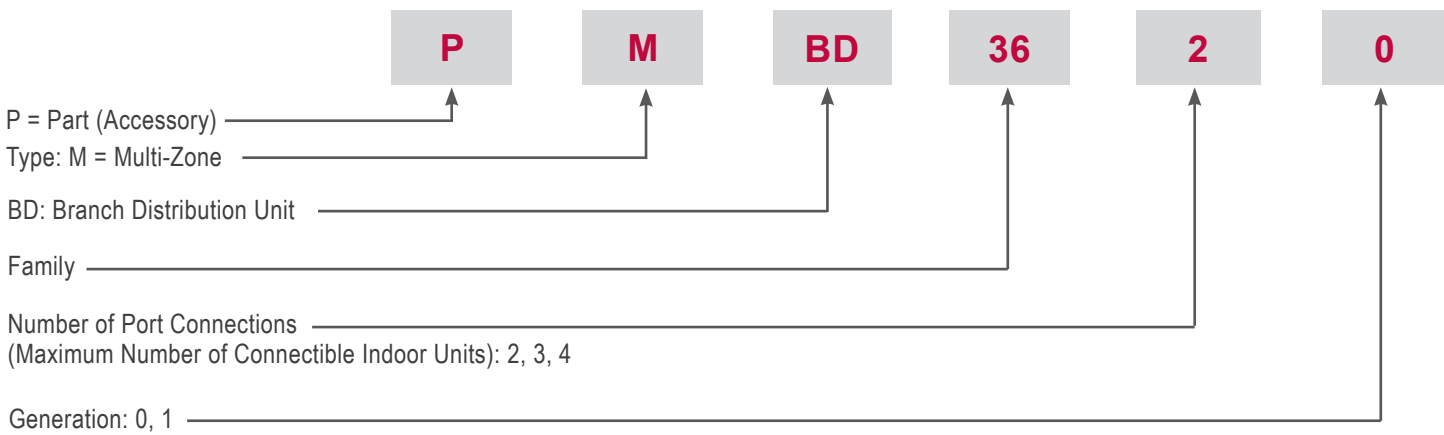 P M BD 36 2 0
P = Part (Accessory)
Type: M = Multi-Zone
BD: Branch Distribution Unit
Family
Number of Port Connections
(Maximum Number of Connectible Indoor Units): 2, 3, 4
Generation: 0, 1